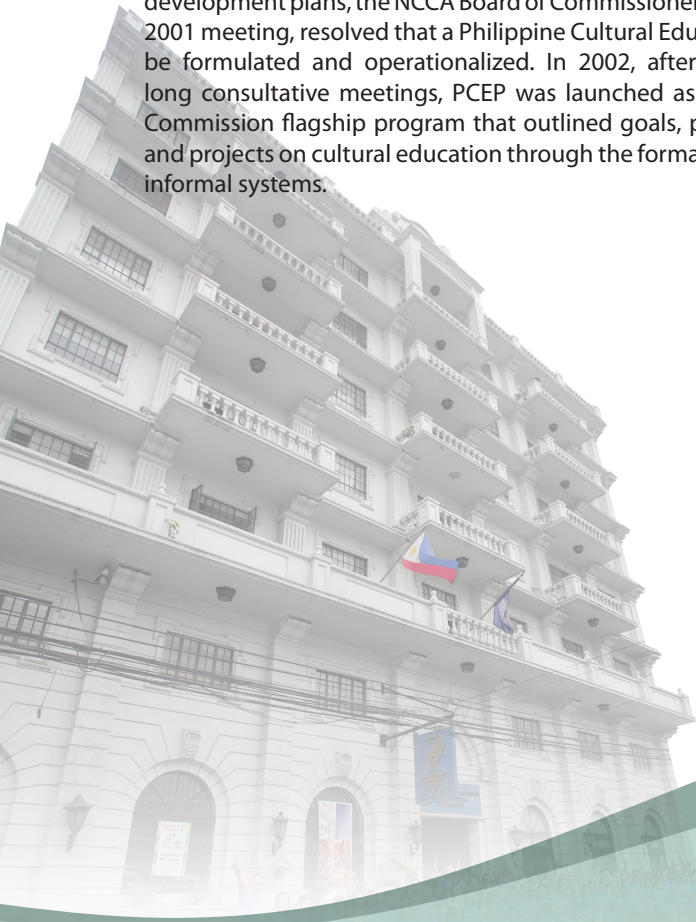 development plans, the NCCA Board of Commissioner
2001 meeting, resolved that a Philippine Cultural Edu
be formulated and operationalized. In 2002, after
long consultative meetings, PCEP was launched as
Commission flagship program that outlined goals, p
and projects on cultural education through the forma
informal systems.